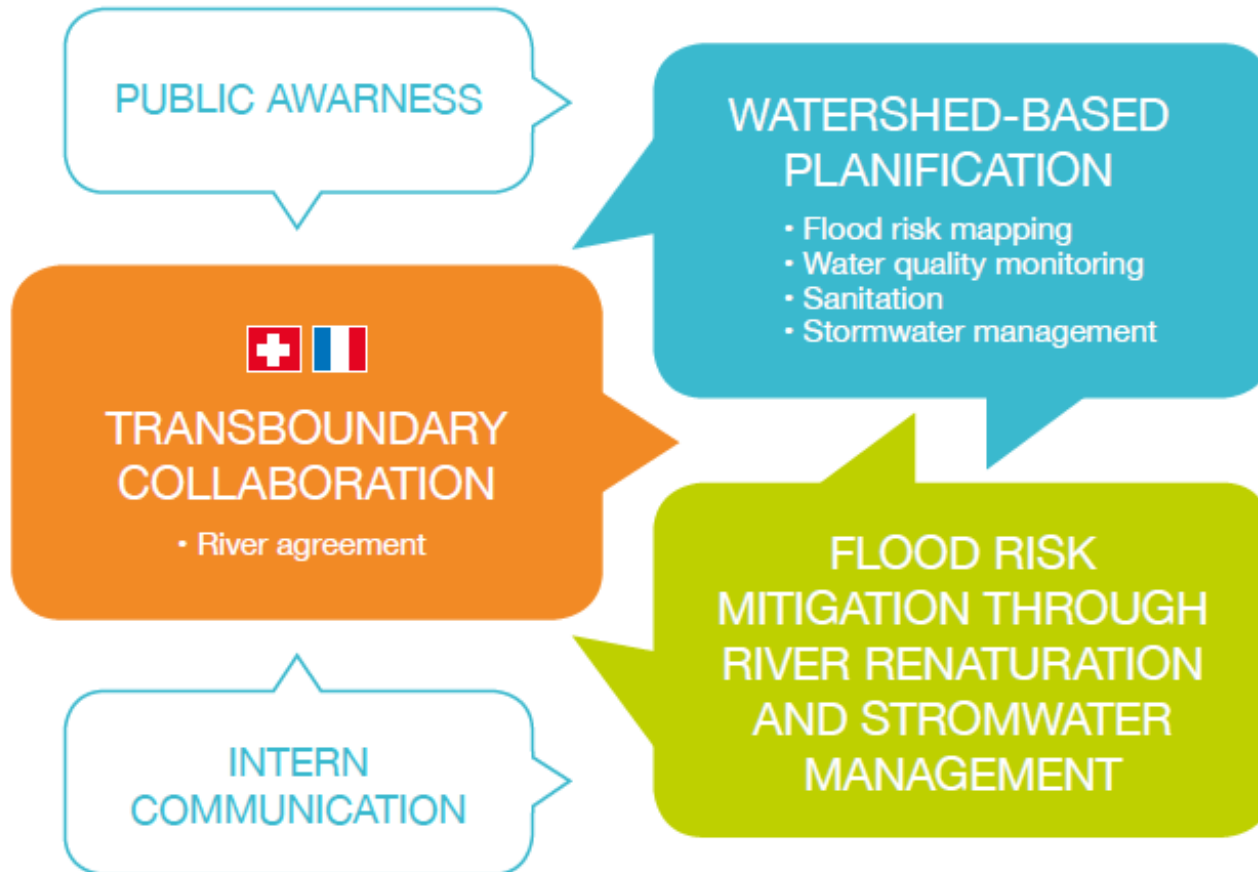 PUBLIC AWARNESS
WATERSHED-BASED
PLANIFICATION
• Flood risk mapping
• Water quality monitoring
• Sanitation
• Stormwater management
TRANSBOUNDARY
COLLABORATION
• River agreement
FLOOD RISK
MITIGATION THROUGH
RIVER RENATURATION
AND STROMWATER
MANAGEMENT
INTERN
COMMUNICATION